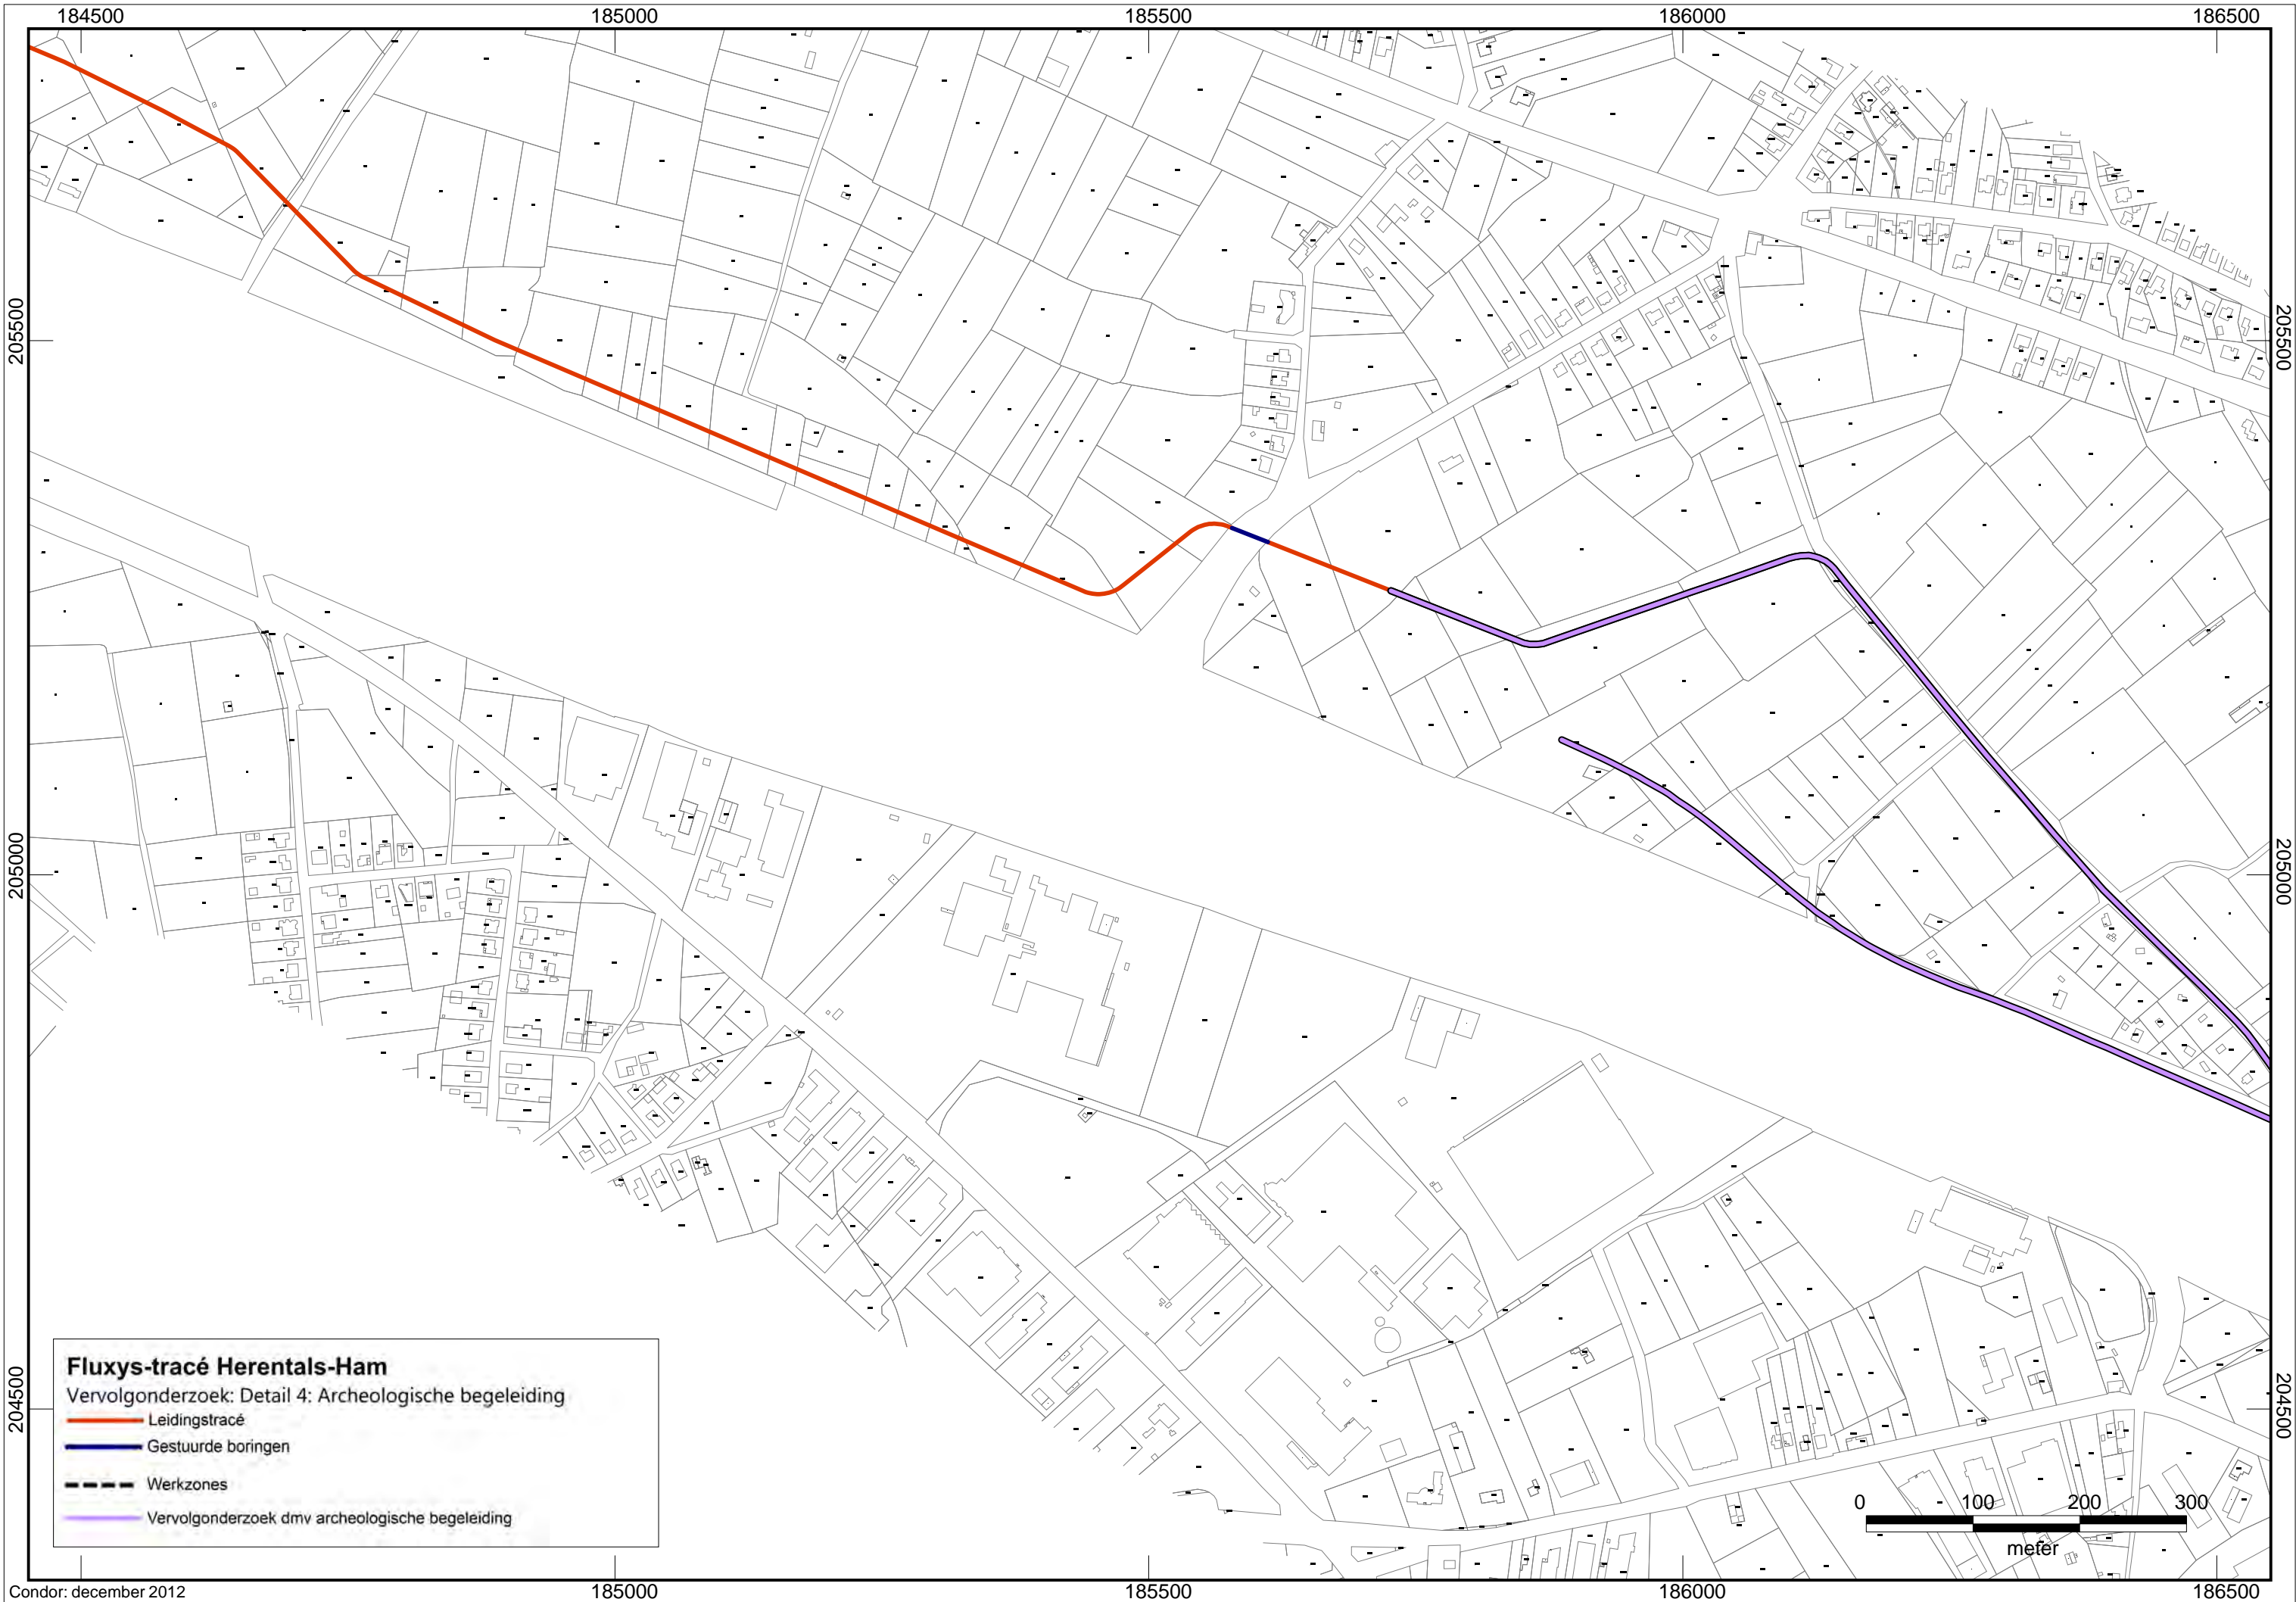 184500 185000 185500 186000 186500
205500 205500
205000 205000
204500 204500
Fluxys-tracé Herentals-Ham
Vervolgonderzoek: Detail 4: Archeologische begeleiding
Leidingstracé
Gestuurde boringen
Werkzones
Vervolgonderzoek dmv archeologische begeleiding
0 100 200 300
meter
Condor: december 2012
185000 185500 186000 186500